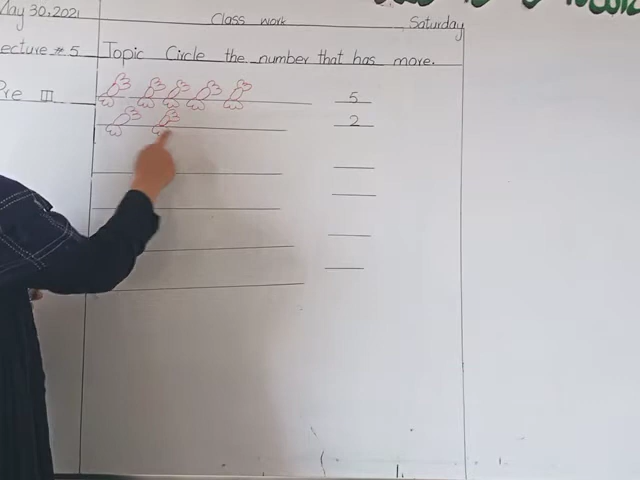 May 30, 2021 Class work Saturday
Lecture # 5 Topic Circle the number that has more.
Pre III
5
2